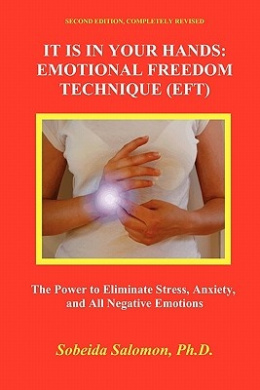 SECOND EDITION, COMPLETELY REVISED
IT IS IN YOUR HANDS:
EMOTIONAL FREEDOM
TECHNIQUE (EFT)
The Power to Eliminate Stress, Anxiety,
and All Negative Emotions
Sobeida Salomon, Ph.D.